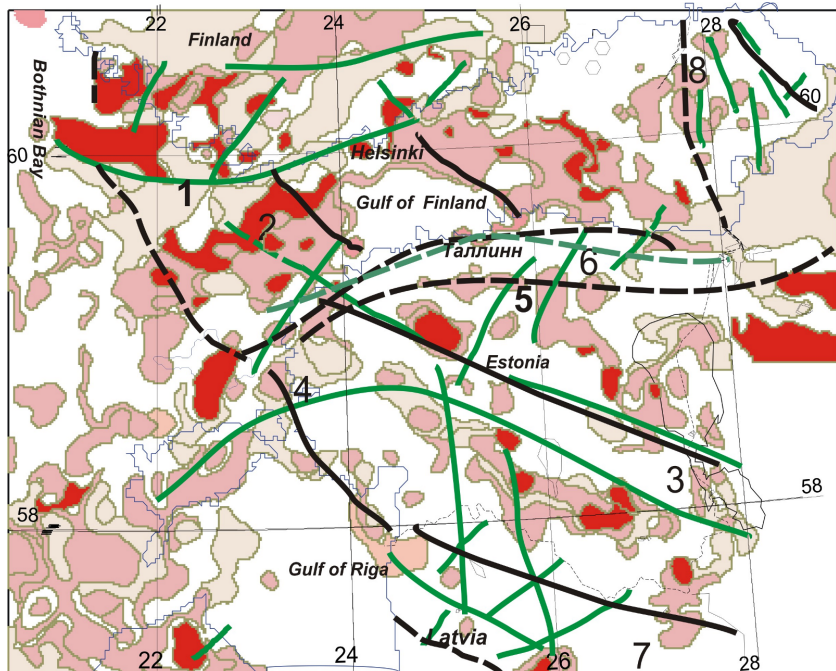 22
24
26
28
Finland
8
Bothnian Bay
60
60
Helsinki
1
Gulf of Finland
?
Таллинн
6
5
Estonia
4
3
58
58
Gulf of Riga
Latvia
7
22
24
26
28